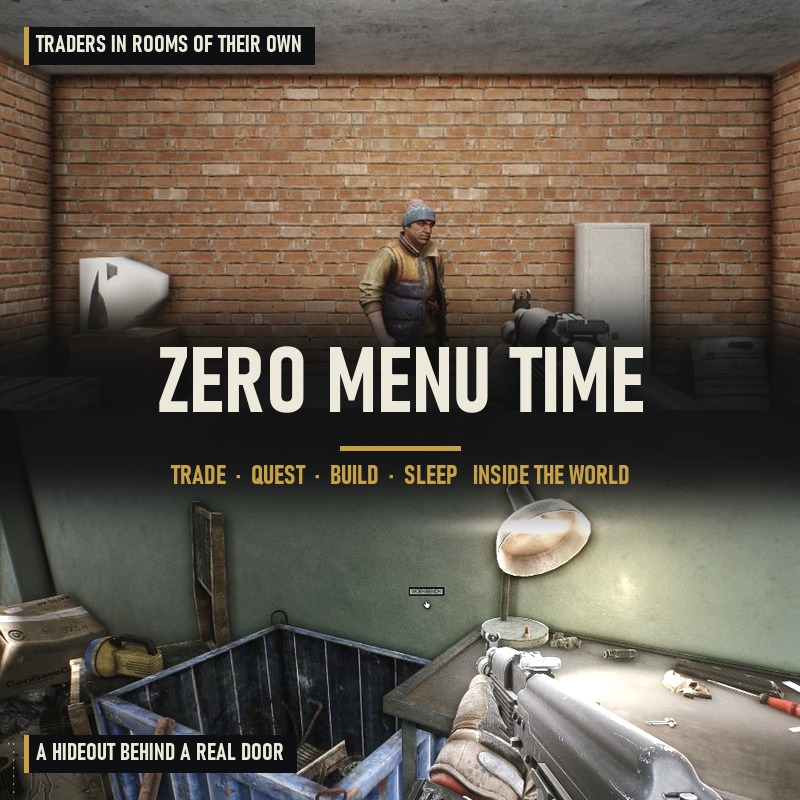 TRADERS IN ROOMS OF THEIR OWN
ZERO MENU TIME
TRADE · QUEST · BUILD · SLEEP INSIDE THE WORLD
A HIDEOUT BEHIND A REAL DOOR